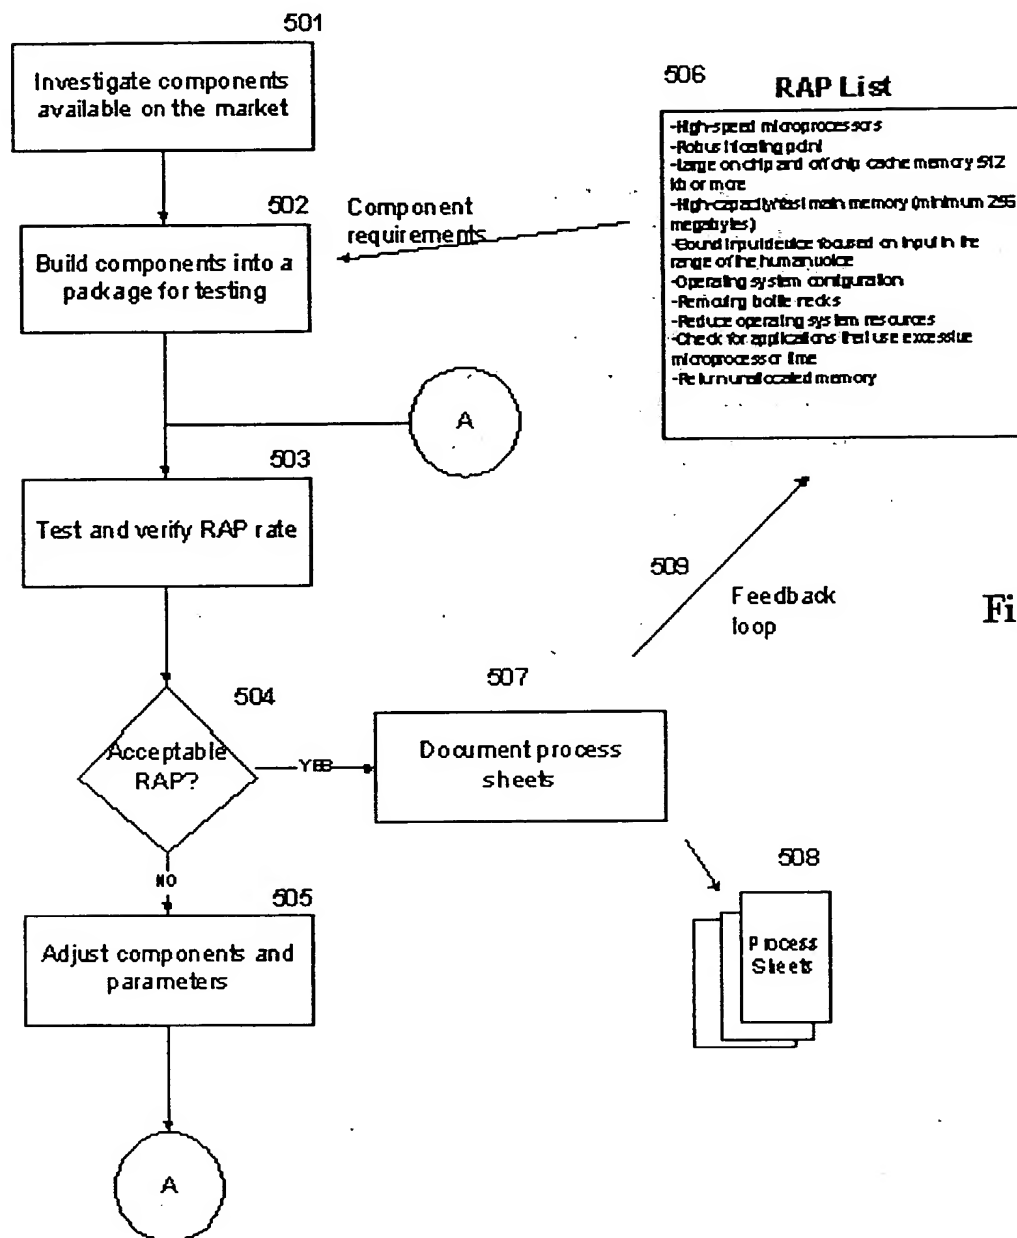 501
Investigate components
available on the market
506
RAP List
-High-speed microprocessors
-Robust floating point
-Large on chip and off chip cache memory 512
kb or more
-High-capacity/fast main memory (minimum 256
megabytes)
-Sound input device focused on input in the
range of the human voice
-Operating system configuration
-Removing bottle necks
-Reduce operating system resources
-Check for applications that use excessive
microprocessor time
-Return unallocated memory
502
Component
requirements
Build components into a
package for testing
A
503
Test and verify RAP rate
509
Feedback
loop
Fi
504
Acceptable
RAP?
YES
507
Document process
sheets
NO
505
Adjust components and
parameters
508
Process
Sheets
A